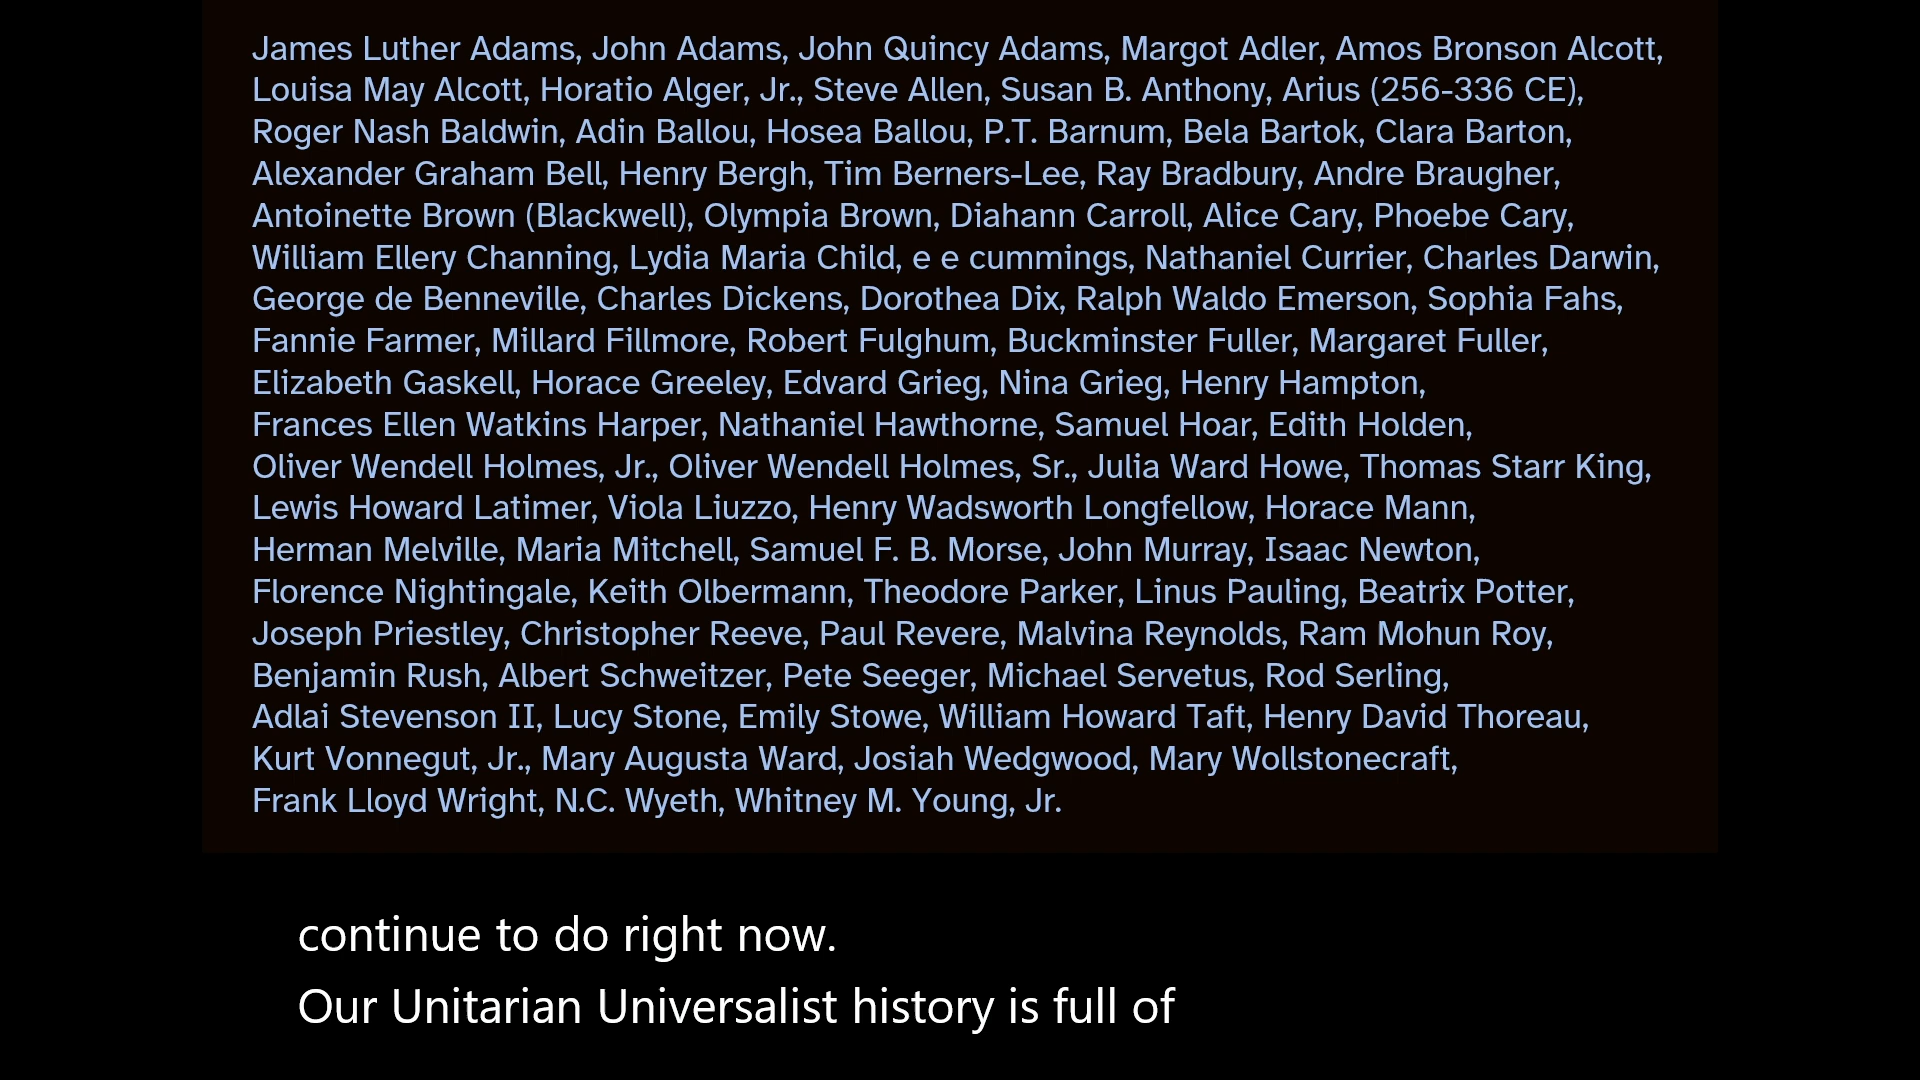 James Luther Adams, John Adams, John Quincy Adams, Margot Adler, Amos Bronson Alcott,
Louisa May Alcott, Horatio Alger, Jr., Steve Allen, Susan B. Anthony, Arius (256-336 CE),
Roger Nash Baldwin, Adin Ballou, Hosea Ballou, P.T. Barnum, Bela Bartok, Clara Barton,
Alexander Graham Bell, Henry Bergh, Tim Berners-Lee, Ray Bradbury, Andre Braugher,
Antoinette Brown (Blackwell), Olympia Brown, Diahann Carroll, Alice Cary, Phoebe Cary,
William Ellery Channing, Lydia Maria Child, e e cummings, Nathaniel Currier, Charles Darwin,
George de Benneville, Charles Dickens, Dorothea Dix, Ralph Waldo Emerson, Sophia Fahs,
Fannie Farmer, Millard Fillmore, Robert Fulghum, Buckminster Fuller, Margaret Fuller,
Elizabeth Gaskell, Horace Greeley, Edvard Grieg, Nina Grieg, Henry Hampton,
Frances Ellen Watkins Harper, Nathaniel Hawthorne, Samuel Hoar, Edith Holden,
Oliver Wendell Holmes, Jr., Oliver Wendell Holmes, Sr., Julia Ward Howe, Thomas Starr King,
Lewis Howard Latimer, Viola Liuzzo, Henry Wadsworth Longfellow, Horace Mann,
Herman Melville, Maria Mitchell, Samuel F. B. Morse, John Murray, Isaac Newton,
Florence Nightingale, Keith Olbermann, Theodore Parker, Linus Pauling, Beatrix Potter,
Joseph Priestley, Christopher Reeve, Paul Revere, Malvina Reynolds, Ram Mohun Roy,
Benjamin Rush, Albert Schweitzer, Pete Seeger, Michael Servetus, Rod Serling,
Adlai Stevenson II, Lucy Stone, Emily Stowe, William Howard Taft, Henry David Thoreau,
Kurt Vonnegut, Jr., Mary Augusta Ward, Josiah Wedgwood, Mary Wollstonecraft,
Frank Lloyd Wright, N.C. Wyeth, Whitney M. Young, Jr.
continue to do right now.
Our Unitarian Universalist history is full of